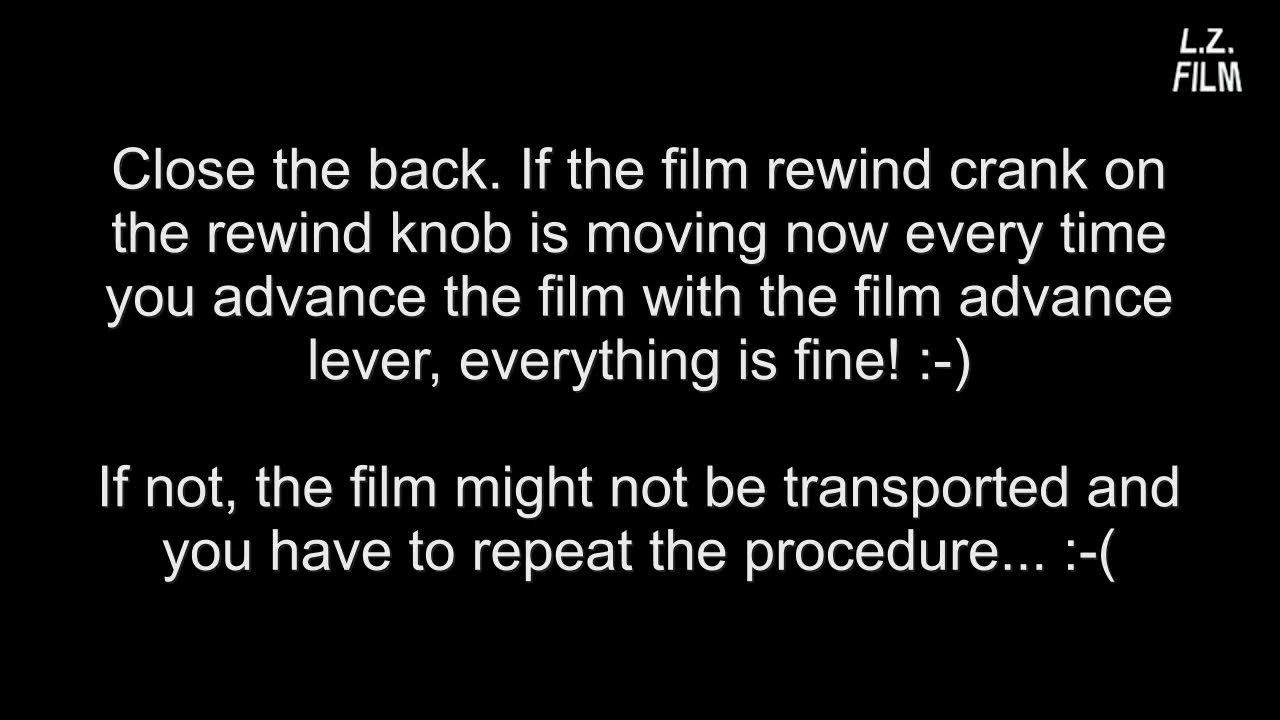 L.Z.
FILM
Close the back. If the film rewind crank on
the rewind knob is moving now every time
you advance the film with the film advance
lever, everything is fine! :-)
If not, the film might not be transported and
you have to repeat the procedure... :-(